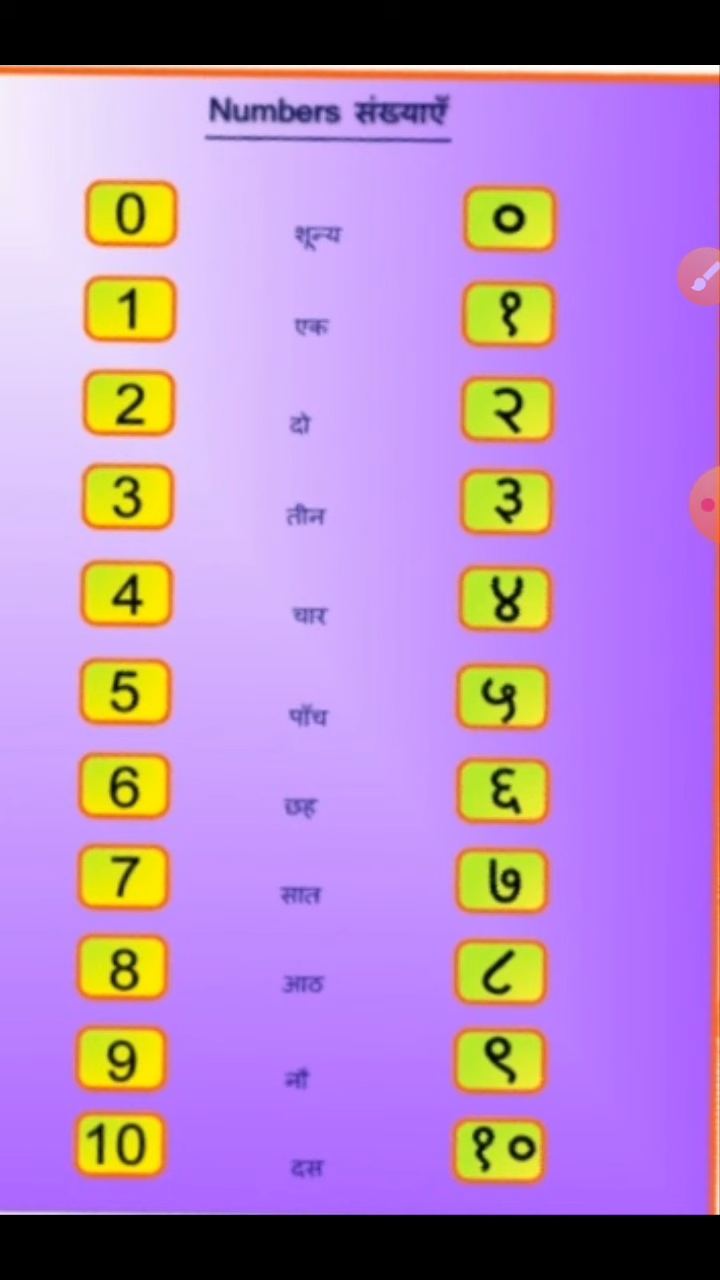 Numbers संख्याएँ
0 शून्य ०
1 एक १
2 दो २
3 तीन ३
4 चार ४
5 पाँच ५
6 छह ६
7 सात ७
8 आठ ८
9 नौ ९
10 दस १०